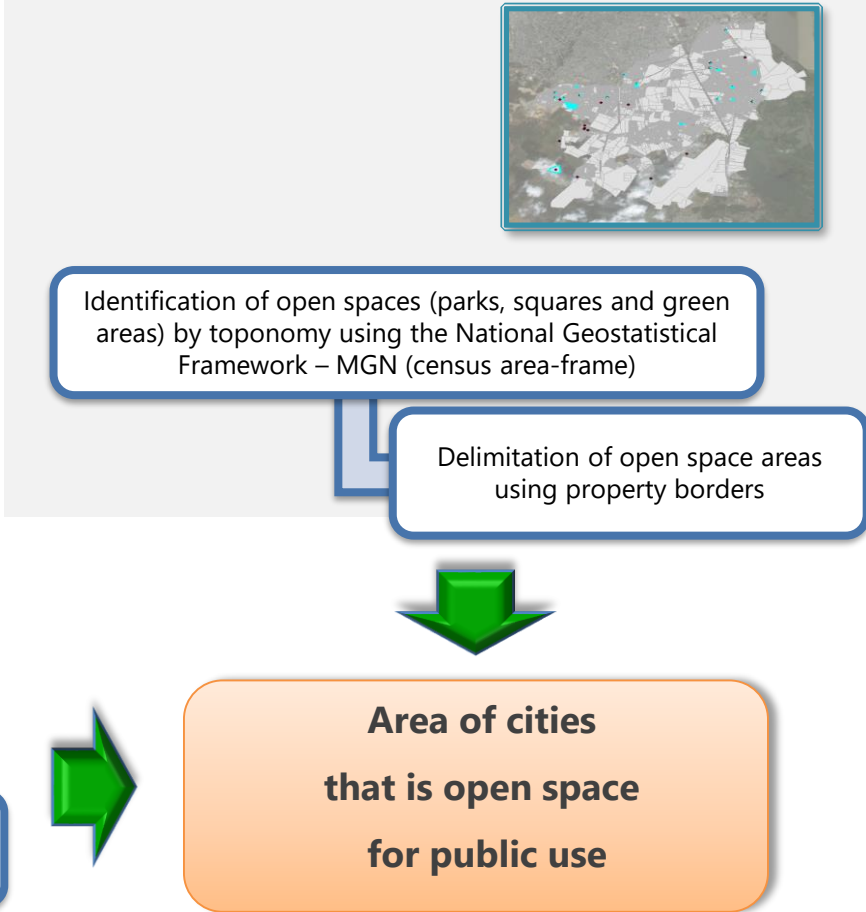 Identification of open spaces (parks, squares and green
areas) by toponomy using the National Geostatistical
Framework – MGN (census area-frame)
Delimitation of open space areas
using property borders
Area of cities
that is open space
for public use